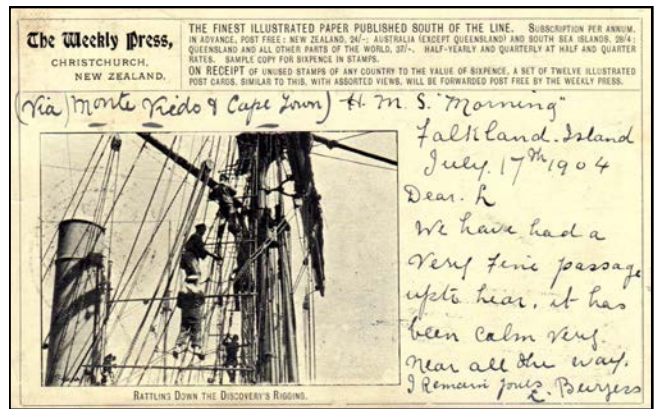 The Weekly Press,
CHRISTCHURCH,
NEW ZEALAND.
THE FINEST ILLUSTRATED PAPER PUBLISHED SOUTH OF THE LINE. SUBSCRIPTION PER ANNUM.
IN ADVANCE, POST FREE: NEW ZEALAND, 24/-; AUSTRALIA (EXCEPT QUEENSLAND) AND SOUTH SEA ISLANDS, 28/4;
QUEENSLAND AND ALL OTHER PARTS OF THE WORLD, 37/-. HALF-YEARLY AND QUARTERLY AT HALF AND QUARTER
RATES. SAMPLE COPY FOR SIXPENCE IN STAMPS.
ON RECEIPT OF UNUSED STAMPS OF ANY COUNTRY TO THE VALUE OF SIXPENCE, A SET OF TWELVE ILLUSTRATED
POST CARDS, SIMILAR TO THIS, WITH ASSORTED VIEWS, WILL BE FORWARDED POST FREE BY THE WEEKLY PRESS.
(Via Monte Viedo & Cape Town) H. M. S. "Morning"
Falkland. Island
July. 17th 1904
Dear. L
We have had a
very fine passage
upto hear, it has
been calm very.
near all the way.
I Remain yours
L. Burgess
RATTLING DOWN THE DISCOVERY'S RIGGING.